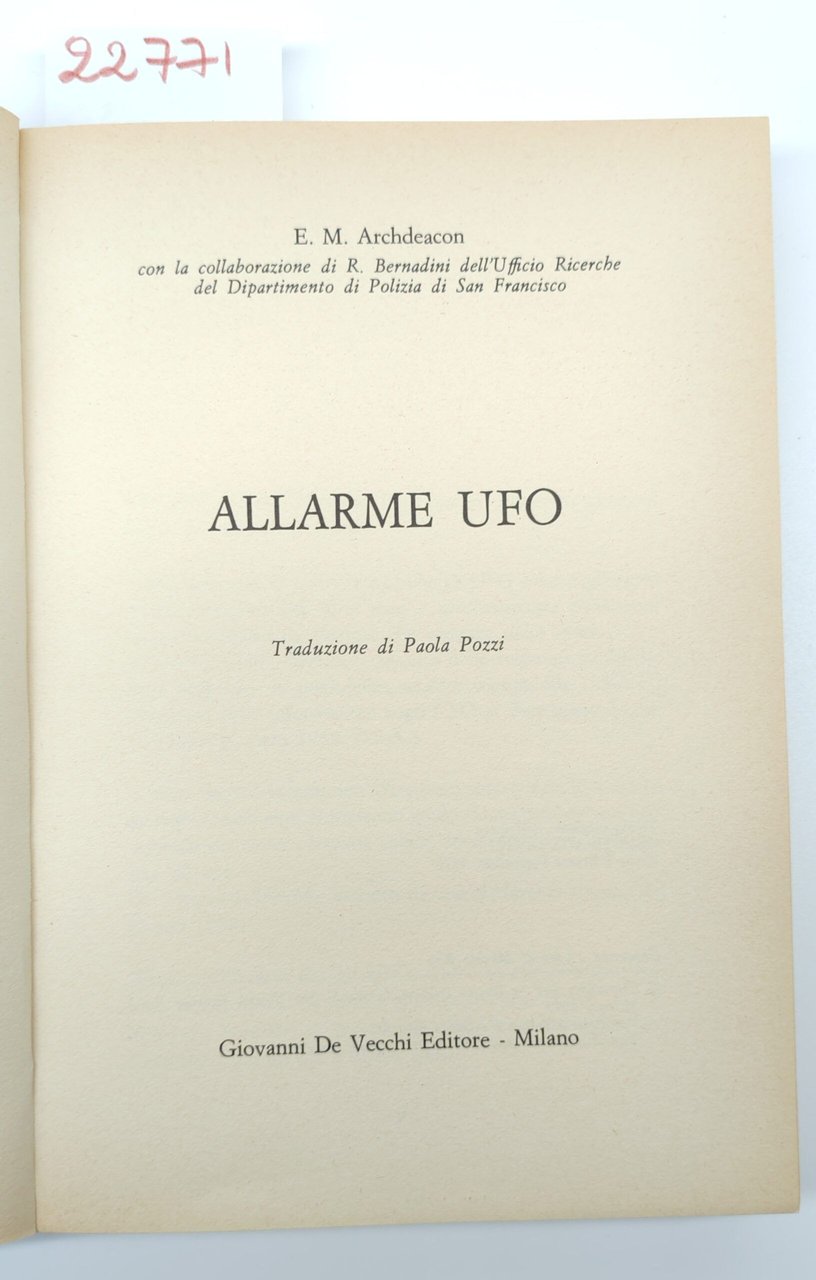 22771
E. M. Archdeacon
con la collaborazione di R. Bernadini dell'Ufficio Ricerche
del Dipartimento di Polizia di San Francisco
ALLARME UFO
Traduzione di Paola Pozzi
Giovanni De Vecchi Editore - Milano